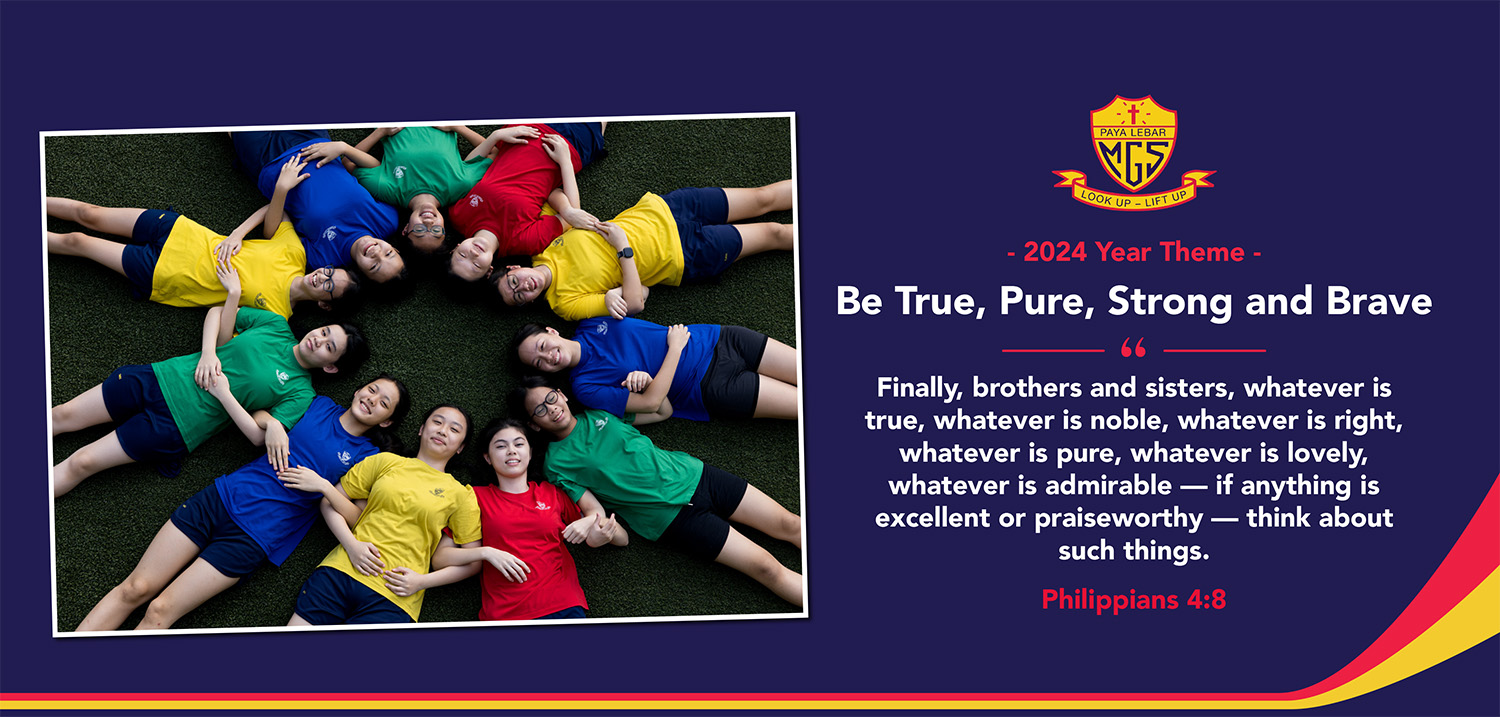 PAYA LEBAR
MGS
LOOK UP – LIFT UP
- 2024 Year Theme -
Be True, Pure, Strong and Brave
“
Finally, brothers and sisters, whatever is
true, whatever is noble, whatever is right,
whatever is pure, whatever is lovely,
whatever is admirable — if anything is
excellent or praiseworthy — think about
such things.
Philippians 4:8